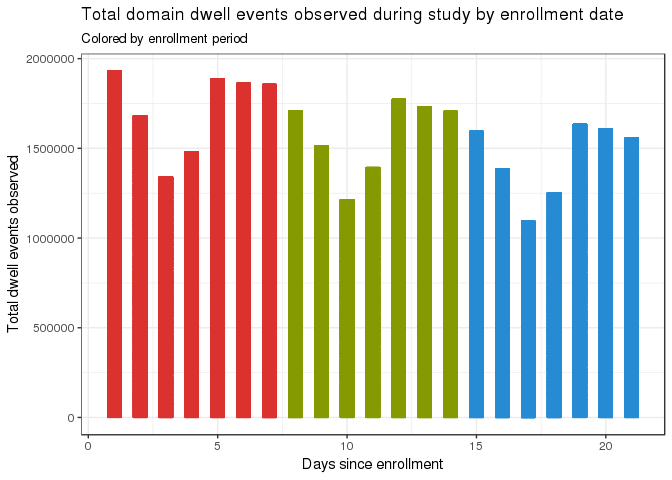 Total domain dwell events observed during study by enrollment date
Colored by enrollment period
Total dwell events observed
2000000
1500000
1000000
500000
0
0 5 10 15 20
Days since enrollment